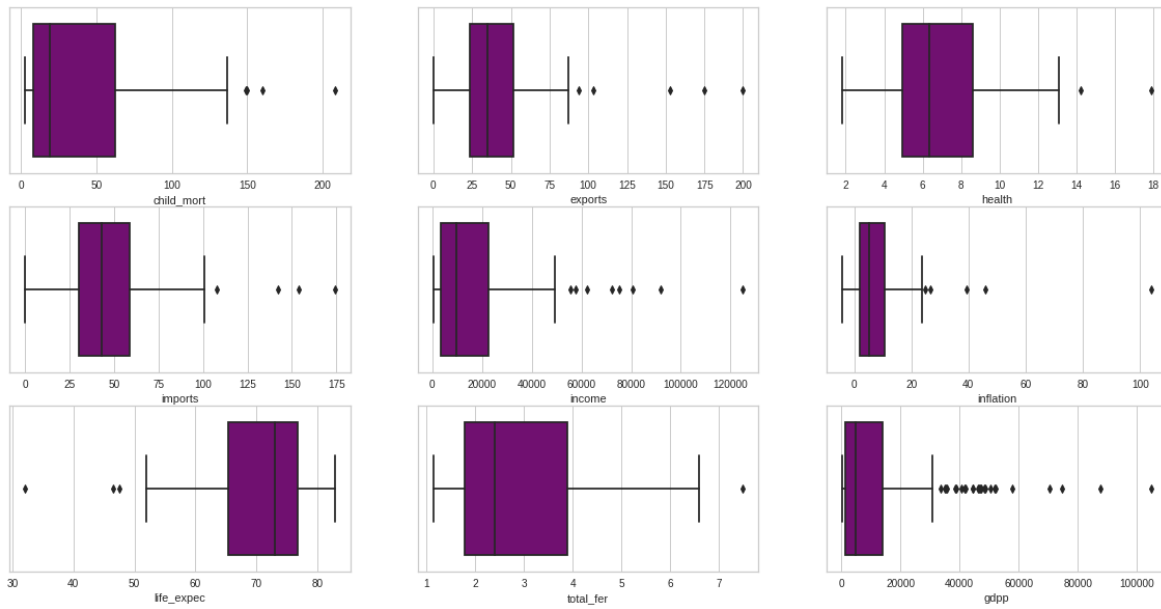 0 50 100 150 200
child_mort
0 25 50 75 100 125 150 175 200
exports
2 4 6 8 10 12 14 16 18
health
0 25 50 75 100 125 150 175
imports
0 20000 40000 60000 80000 100000 120000
income
0 20 40 60 80 100
inflation
30 40 50 60 70 80
life_expec
1 2 3 4 5 6 7
total_fer
0 20000 40000 60000 80000 100000
gdpp